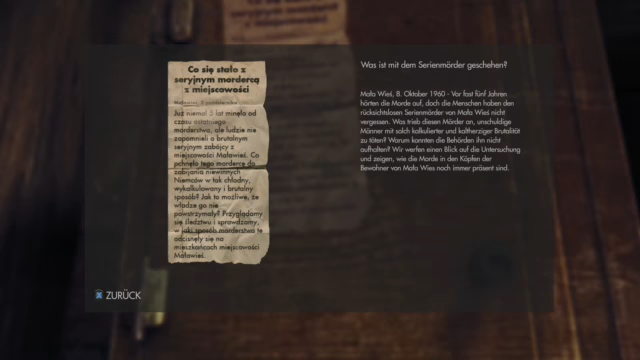 Co się stało z
seryjnym mordercą
z miejscowości
Już niemal 5 lat minęło od
czasu ostatniego
morderstwa, ale ludzie nie
zapomnieli o brutalnym
seryjnym zabójcy z
miejscowości Maławieś. Co
pchnęło tego mordercę do
zabijania niewinnych
Niemców w tak chłodny,
wykalkulowany i brutalny
sposób? Jak to możliwe, że
władze go nie
powstrzymały? Przyglądamy
się śledztwu i sprawdzamy,
w jaki sposób morderstwa te
odcisnęły się na
mieszkańcach miejscowości
Maławieś.
Was ist mit dem Serienmörder geschehen?
Mała Wieś, 8. Oktober 1960 - Vor fast fünf Jahren
hörten die Morde auf, doch die Menschen haben den
rücksichtslosen Serienmörder von Mała Wieś nicht
vergessen. Was trieb diesen Mörder an, unschuldige
Männer mit solch kalkulierter und kaltherziger Brutalität
zu töten? Warum konnten die Behörden ihn nicht
aufhalten? Wir werfen einen Blick auf die Untersuchung
und zeigen, wie die Morde in den Köpfen der
Bewohner von Mała Wieś noch immer präsent sind.
ZURÜCK